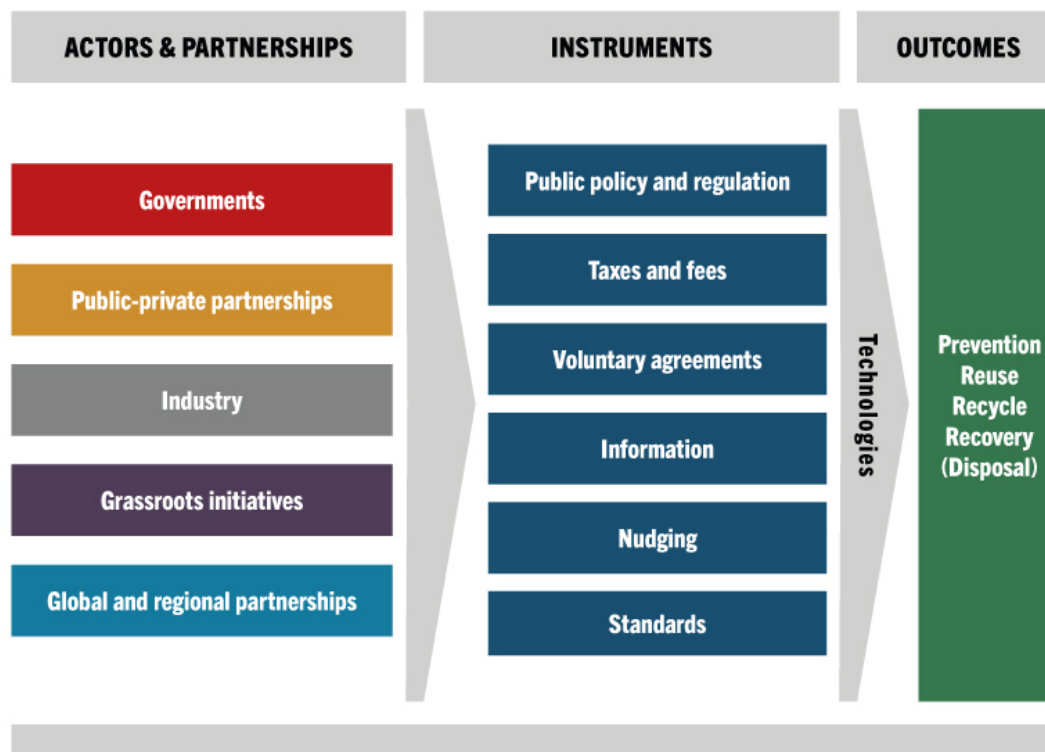 ACTORS & PARTNERSHIPS
INSTRUMENTS
OUTCOMES
Governments
Public-private partnerships
Industry
Grassroots initiatives
Global and regional partnerships
Public policy and regulation
Taxes and fees
Voluntary agreements
Information
Nudging
Standards
Technologies
Prevention
Reuse
Recycle
Recovery
(Disposal)